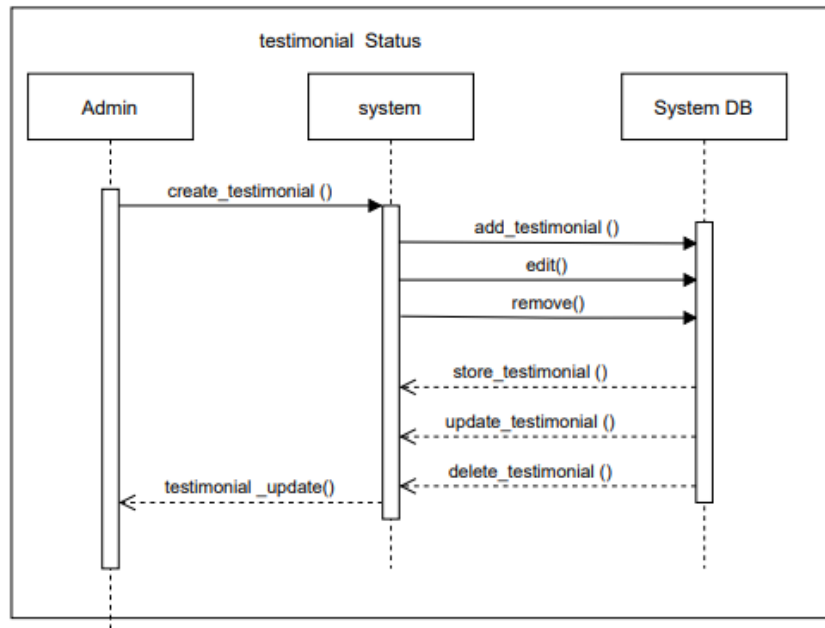 testimonial Status
Admin
system
System DB
create_testimonial ()
add_testimonial ()
edit()
remove()
store_testimonial ()
update_testimonial ()
delete_testimonial ()
testimonial _update()